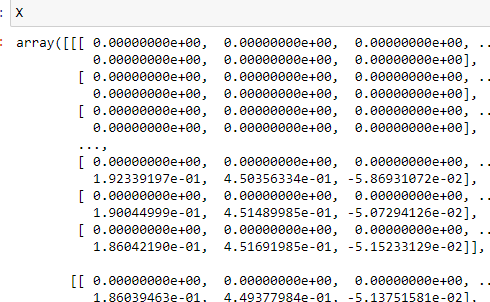 : X
: array([[[ 0.00000000e+00,  0.00000000e+00,  0.00000000e+00, ..
0.00000000e+00,  0.00000000e+00,  0.00000000e+00],
[ 0.00000000e+00,  0.00000000e+00,  0.00000000e+00, ..
0.00000000e+00,  0.00000000e+00,  0.00000000e+00],
[ 0.00000000e+00,  0.00000000e+00,  0.00000000e+00, ..
0.00000000e+00,  0.00000000e+00,  0.00000000e+00],
...,
[ 0.00000000e+00,  0.00000000e+00,  0.00000000e+00, ..
1.92339197e-01,  4.50356334e-01, -5.86931072e-02],
[ 0.00000000e+00,  0.00000000e+00,  0.00000000e+00, ..
1.90044999e-01,  4.51489985e-01, -5.07294126e-02],
[ 0.00000000e+00,  0.00000000e+00,  0.00000000e+00, ..
1.86042190e-01,  4.51691985e-01, -5.15233129e-02]],
[[ 0.00000000e+00,  0.00000000e+00,  0.00000000e+00, ..
1.86039463e-01,  4.49377984e-01, -5.13751581e-02],